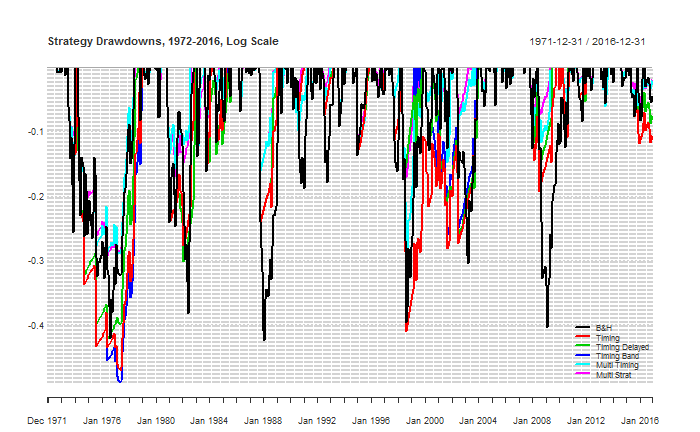 Strategy Drawdowns, 1972-2016, Log Scale 1971-12-31 / 2016-12-31
-0.1
-0.2
-0.3
-0.4
B&H
Timing
Timing Delayed
Timing Band
Multi Timing
Multi Strat
Dec 1971 Jan 1976 Jan 1980 Jan 1984 Jan 1988 Jan 1992 Jan 1996 Jan 2000 Jan 2004 Jan 2008 Jan 2012 Jan 2016